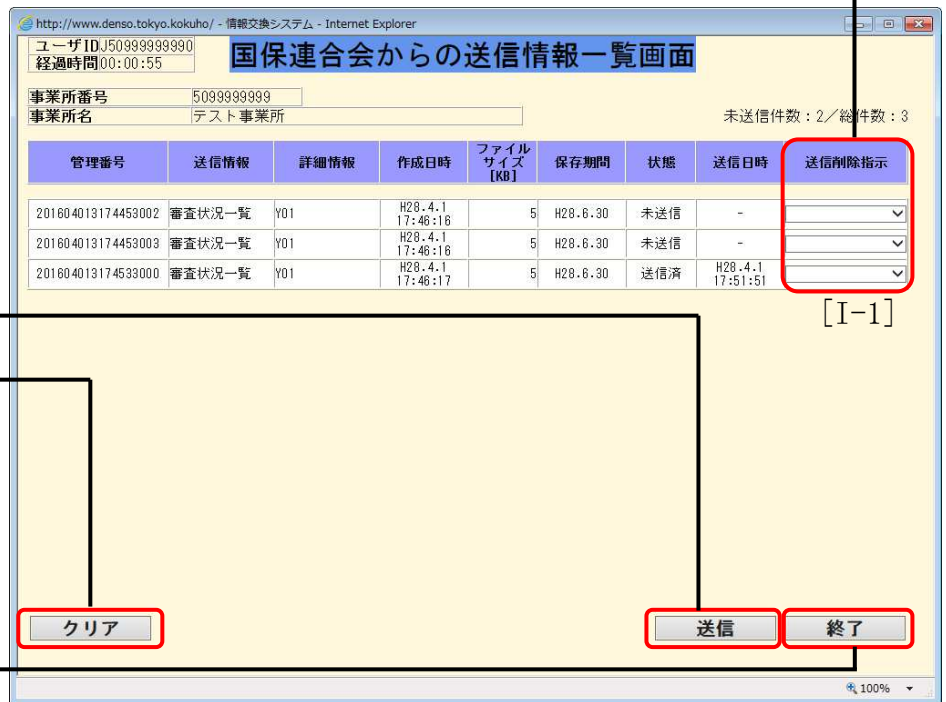 http://www.denso.tokyo.kokuho/ - 情報交換システム - Internet Explorer
ユーザID J50999999990
経過時間 00:00:55
国保連合会からの送信情報一覧画面
事業所番号 5099999999
事業所名 テスト事業所
未送信件数：2／総件数：3
管理番号 送信情報 詳細情報 作成日時 ファイルサイズ[KB] 保存期間 状態 送信日時 送信削除指示
201604013174453002 審査状況一覧 Y01 H28.4.1 17:46:16 5 H28.6.30 未送信 -
201604013174453003 審査状況一覧 Y01 H28.4.1 17:46:16 5 H28.6.30 未送信 -
201604013174533000 審査状況一覧 Y01 H28.4.1 17:46:17 5 H28.6.30 送信済 H28.4.1 17:51:51
[I-1]
クリア 送信 終了
100%